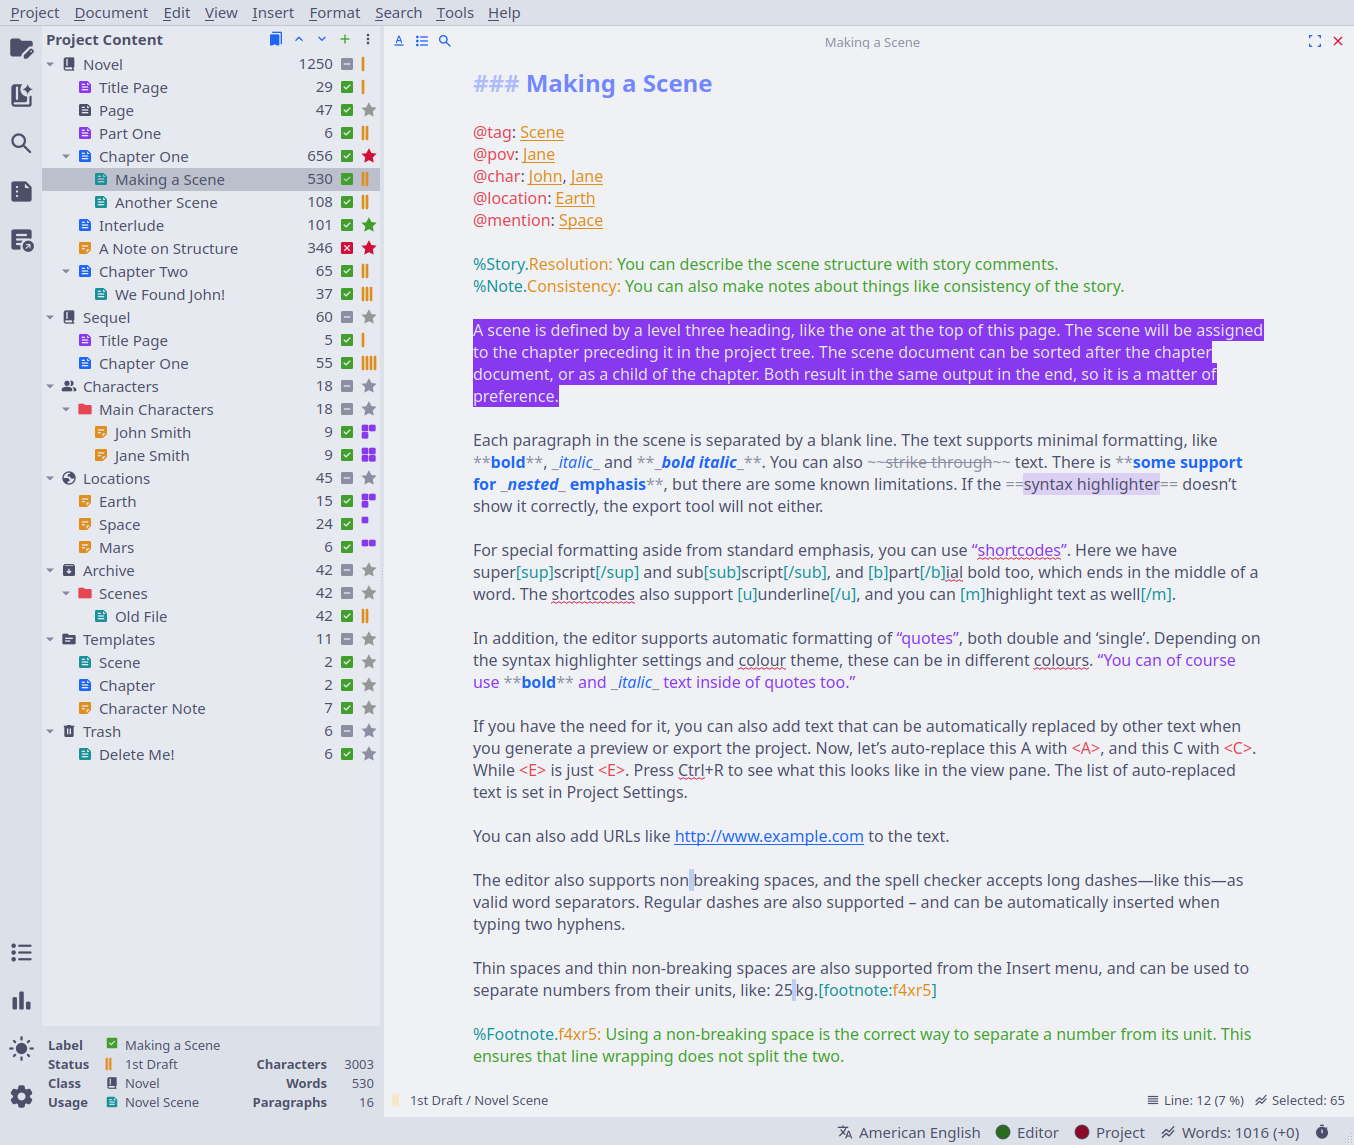 Project Document Edit View Insert Format Search Tools Help
Project Content
Novel 1250
Title Page 29
Page 47
Part One 6
Chapter One 656
Making a Scene 530
Another Scene 108
Interlude 101
A Note on Structure 346
Chapter Two 65
We Found John! 37
Sequel 60
Title Page 5
Chapter One 55
Characters 18
Main Characters 18
John Smith 9
Jane Smith 9
Locations 45
Earth 15
Space 24
Mars 6
Archive 42
Scenes 42
Old File 42
Templates 11
Scene 2
Chapter 2
Character Note 7
Trash 6
Delete Me! 6
Label Making a Scene
Status 1st Draft Characters 3003
Class Novel Words 530
Usage Novel Scene Paragraphs 16
Making a Scene
### Making a Scene
@tag: Scene
@pov: Jane
@char: John, Jane
@location: Earth
@mention: Space
%Story.Resolution: You can describe the scene structure with story comments.
%Note.Consistency: You can also make notes about things like consistency of the story.
A scene is defined by a level three heading, like the one at the top of this page. The scene will be assigned
to the chapter preceding it in the project tree. The scene document can be sorted after the chapter
document, or as a child of the chapter. Both result in the same output in the end, so it is a matter of
preference.
Each paragraph in the scene is separated by a blank line. The text supports minimal formatting, like
**bold**, _italic_ and **_bold italic_**. You can also ~~strike through~~ text. There is **some support
for _nested_ emphasis**, but there are some known limitations. If the ==syntax highlighter== doesn’t
show it correctly, the export tool will not either.
For special formatting aside from standard emphasis, you can use “shortcodes”. Here we have
super[sup]script[/sup] and sub[sub]script[/sub], and [b]part[/b]ial bold too, which ends in the middle of a
word. The shortcodes also support [u]underline[/u], and you can [m]highlight text as well[/m].
In addition, the editor supports automatic formatting of “quotes”, both double and ‘single’. Depending on
the syntax highlighter settings and colour theme, these can be in different colours. “You can of course
use **bold** and _italic_ text inside of quotes too.”
If you have the need for it, you can also add text that can be automatically replaced by other text when
you generate a preview or export the project. Now, let’s auto-replace this A with <A>, and this C with <C>.
While <E> is just <E>. Press Ctrl+R to see what this looks like in the view pane. The list of auto-replaced
text is set in Project Settings.
You can also add URLs like http://www.example.com to the text.
The editor also supports non breaking spaces, and the spell checker accepts long dashes—like this—as
valid word separators. Regular dashes are also supported – and can be automatically inserted when
typing two hyphens.
Thin spaces and thin non-breaking spaces are also supported from the Insert menu, and can be used to
separate numbers from their units, like: 25 kg.[footnote:f4xr5]
%Footnote.f4xr5: Using a non-breaking space is the correct way to separate a number from its unit. This
ensures that line wrapping does not split the two.
1st Draft / Novel Scene Line: 12 (7 %) Selected: 65
American English Editor Project Words: 1016 (+0)